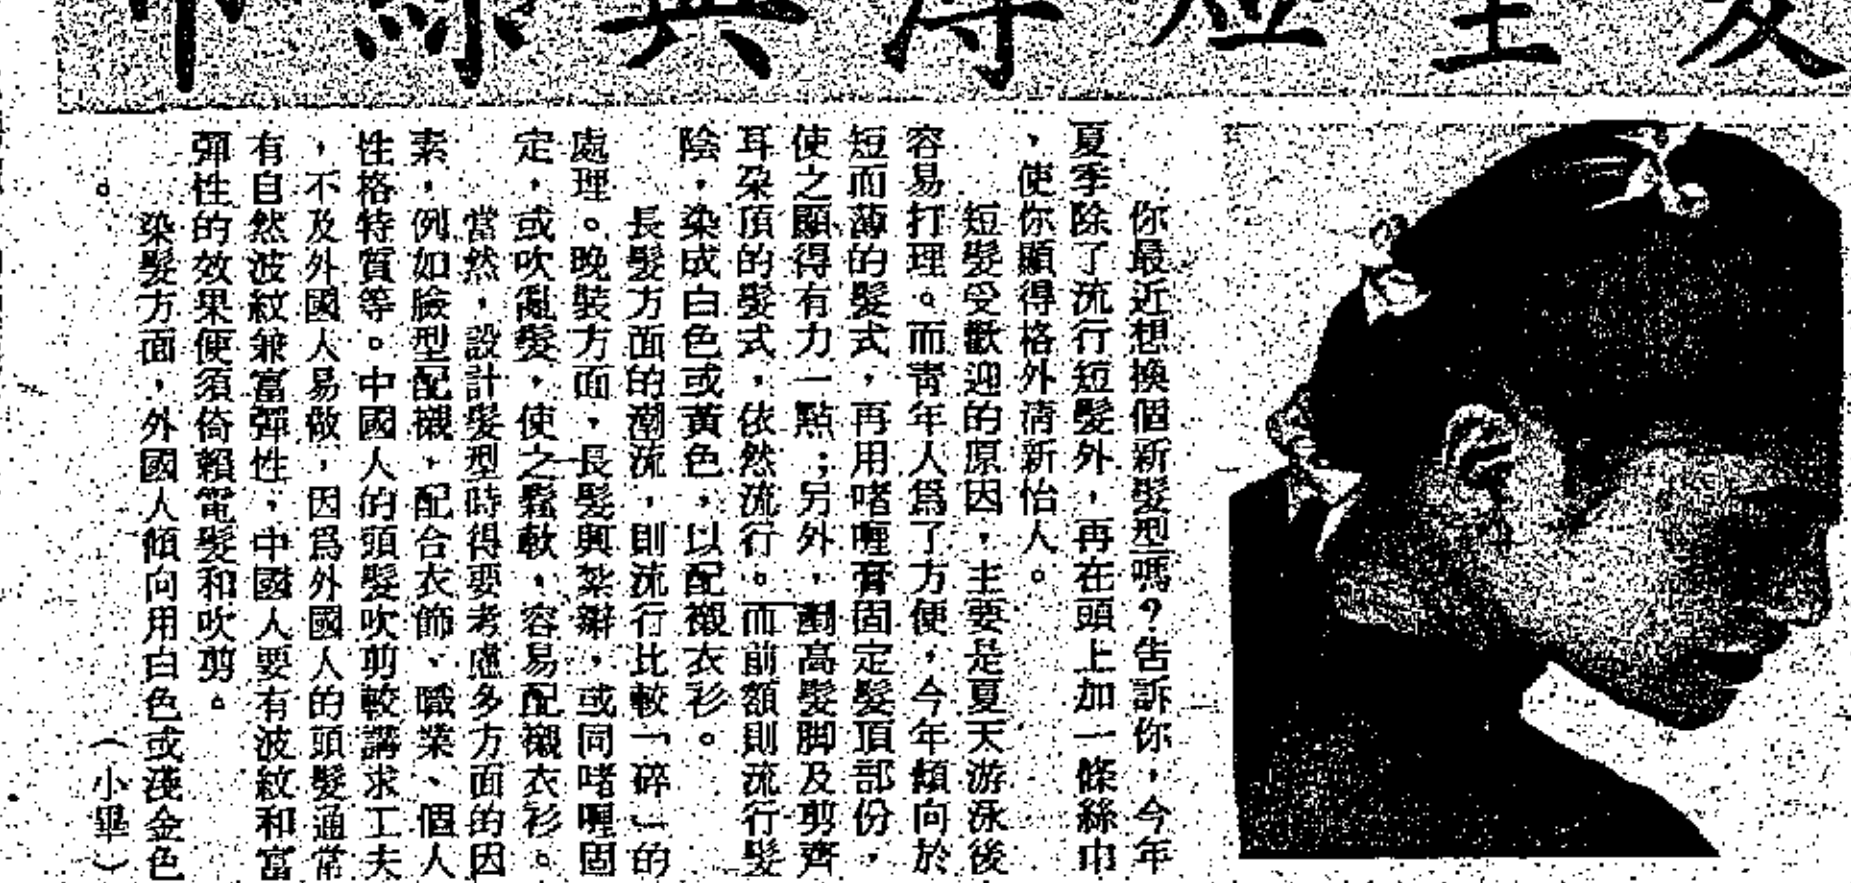 髮型短薄與絲巾
你最近想換個新髮型嗎？告訴你，今年
夏季除了流行短髮外，再在頭上加一條絲巾
，使你顯得格外清新怡人。
短髮受歡迎的原因，主要是夏天游泳後
容易打理。而青年人爲了方便，今年傾向於
短而薄的髮式，再用啫喱膏固定髮頂部份，
使之顯得有力一點；另外，剷高髮脚及剪齊
耳朶頂的髮式，依然流行。而前額則流行髮
陰，染成白色或黃色，以配襯衣衫。
長髮方面的潮流，則流行比較「碎」的
處理。晚裝方面，長髮興紮辮，或同啫喱固
定，或吹亂髮，使之鬆軟，容易配襯衣衫。
當然，設計髮型時得要考慮多方面的因
素，例如臉型配襯，配合衣飾、職業、個人
性格特質等。中國人的頭髮吹剪較講求工夫
，不及外國人易做，因爲外國人的頭髮通常
有自然波紋兼富彈性，中國人要有波紋和富
彈性的效果便須倚賴電髮和吹剪。
染髮方面，外國人傾向用白色或淺金色
。（小畢）